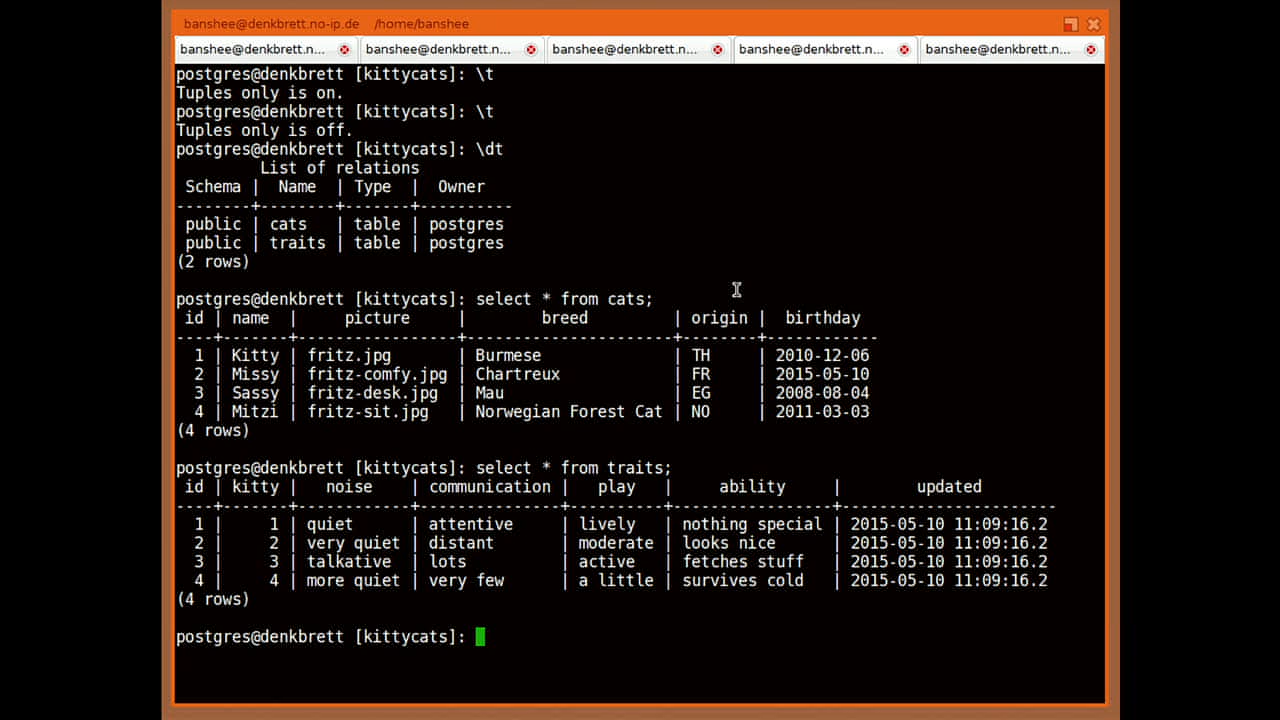 banshee@denkbrett.no-ip.de /home/banshee
banshee@denkbrett.n... banshee@denkbrett.n... banshee@denkbrett.n... banshee@denkbrett.n... banshee@denkbrett.n...
postgres@denkbrett [kittycats]: \t
Tuples only is on.
postgres@denkbrett [kittycats]: \t
Tuples only is off.
postgres@denkbrett [kittycats]: \dt
         List of relations
 Schema |  Name  | Type  |  Owner
--------+--------+-------+----------
 public | cats   | table | postgres
 public | traits | table | postgres
(2 rows)

postgres@denkbrett [kittycats]: select * from cats;
 id | name  |     picture     |        breed         | origin |  birthday
----+-------+-----------------+----------------------+--------+------------
  1 | Kitty | fritz.jpg       | Burmese              | TH     | 2010-12-06
  2 | Missy | fritz-comfy.jpg | Chartreux            | FR     | 2015-05-10
  3 | Sassy | fritz-desk.jpg  | Mau                  | EG     | 2008-08-04
  4 | Mitzi | fritz-sit.jpg   | Norwegian Forest Cat | NO     | 2011-03-03
(4 rows)

postgres@denkbrett [kittycats]: select * from traits;
 id | kitty |   noise    | communication |   play   |     ability     |        updated
----+-------+------------+---------------+----------+-----------------+-----------------------
  1 |     1 | quiet      | attentive     | lively   | nothing special | 2015-05-10 11:09:16.2
  2 |     2 | very quiet | distant       | moderate | looks nice      | 2015-05-10 11:09:16.2
  3 |     3 | talkative  | lots          | active   | fetches stuff   | 2015-05-10 11:09:16.2
  4 |     4 | more quiet | very few      | a little | survives cold   | 2015-05-10 11:09:16.2
(4 rows)

postgres@denkbrett [kittycats]: